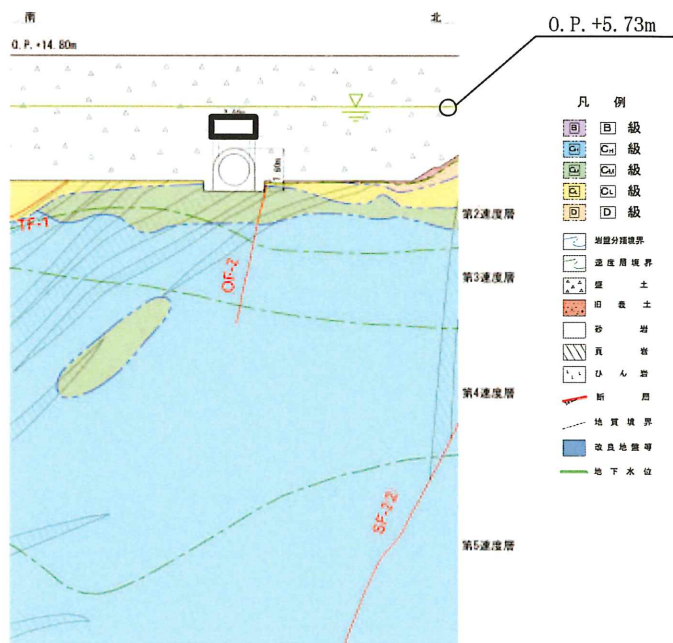 南
北
O.P.+14.80m
O.P.+5.73m
凡 例
B B 級
CH CH 級
CM CM 級
CL CL 級
D D 級
岩盤分類境界
速度層境界
盛 土
旧 表 土
砂 岩
頁 岩
ひ ん 岩
断 層
地 質 境 界
改 良 地 盤 等
地 下 水 位
第2速度層
第3速度層
第4速度層
第5速度層
TF-1
OF-2
SF-22